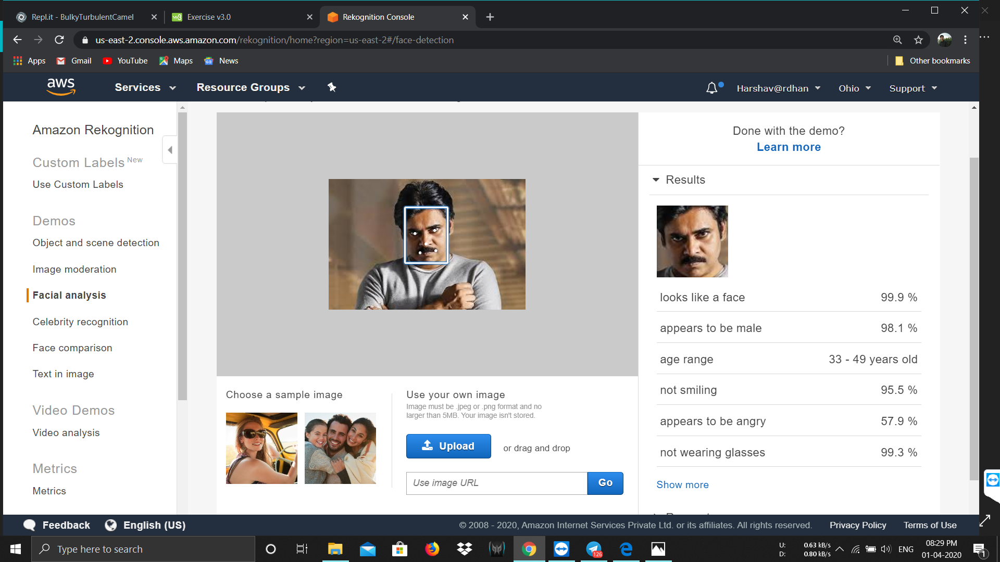 Repl.it - BulkyTurbulentCamel
Exercise v3.0
Rekognition Console
us-east-2.console.aws.amazon.com/rekognition/home?region=us-east-2#/face-detection
Apps
Gmail
YouTube
Maps
News
Other bookmarks
aws
Services
Resource Groups
Harshav@rdhan
Ohio
Support
Amazon Rekognition
Custom Labels New
Use Custom Labels
Demos
Object and scene detection
Image moderation
Facial analysis
Celebrity recognition
Face comparison
Text in image
Video Demos
Video analysis
Metrics
Metrics
Choose a sample image
Use your own image
Image must be .jpeg or .png format and no
larger than 5MB. Your image isn't stored.
Upload
or drag and drop
Use image URL
Go
Done with the demo?
Learn more
Results
looks like a face 99.9 %
appears to be male 98.1 %
age range 33 - 49 years old
not smiling 95.5 %
appears to be angry 57.9 %
not wearing glasses 99.3 %
Show more
Feedback
English (US)
© 2008 - 2020, Amazon Internet Services Private Ltd. or its affiliates. All rights reserved.
Privacy Policy
Terms of Use
Type here to search
126
U: 0.63 kB/s
D: 0.80 kB/s
ENG
08:29 PM
01-04-2020
1